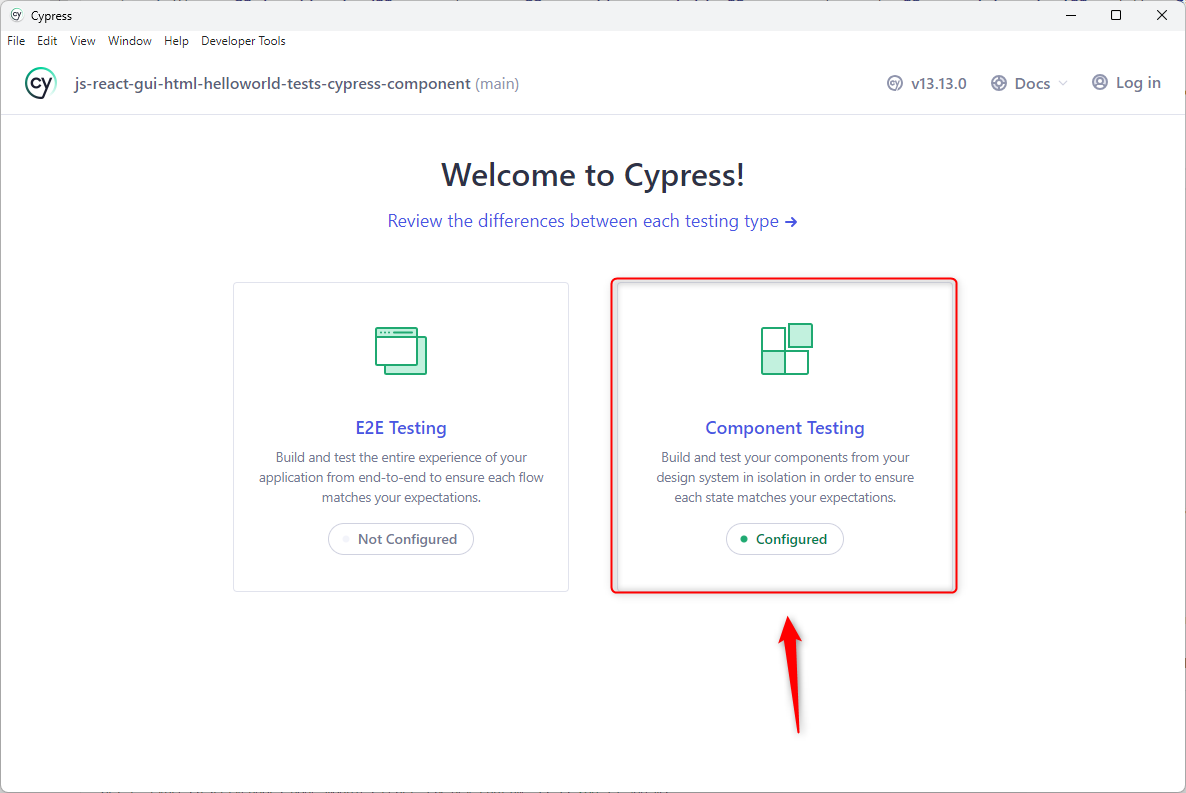 Cypress
File Edit View Window Help Developer Tools
cy js-react-gui-html-helloworld-tests-cypress-component (main) v13.13.0 Docs Log in
Welcome to Cypress!
Review the differences between each testing type →
E2E Testing
Build and test the entire experience of your
application from end-to-end to ensure each flow
matches your expectations.
Not Configured
Component Testing
Build and test your components from your
design system in isolation in order to ensure
each state matches your expectations.
Configured